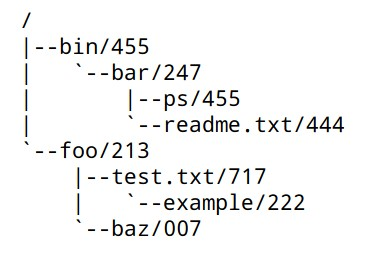 /
|--bin/455
|   `--bar/247
|       |--ps/455
|       `--readme.txt/444
`--foo/213
    |--test.txt/717
    |   `--example/222
    `--baz/007